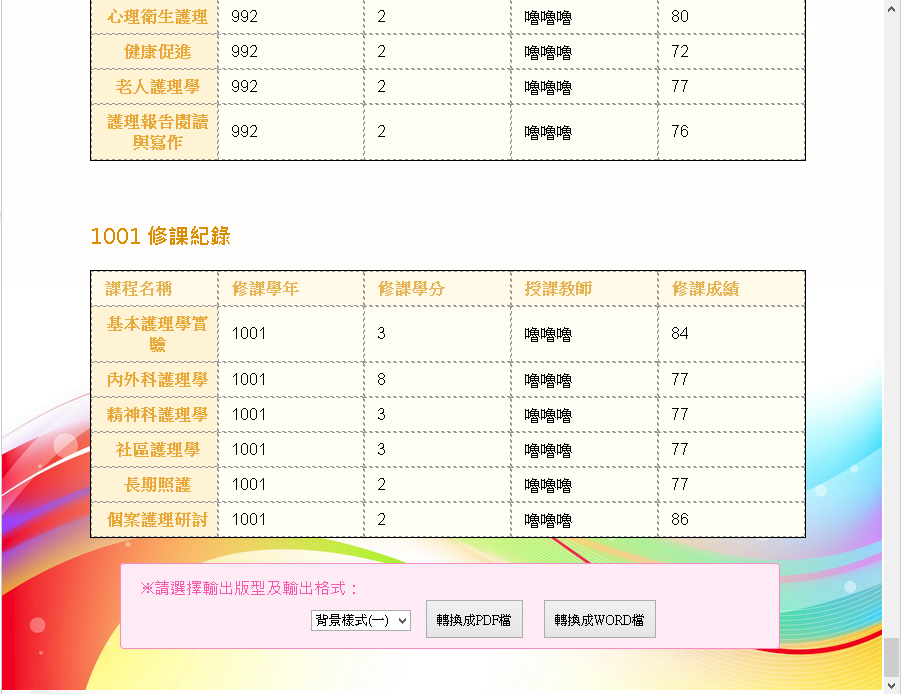 心理衛生護理 992 2 嚕嚕嚕 80
健康促進 992 2 嚕嚕嚕 72
老人護理學 992 2 嚕嚕嚕 77
護理報告閱讀
與寫作 992 2 嚕嚕嚕 76
1001 修課紀錄
課程名稱 修課學年 修課學分 授課教師 修課成績
基本護理學實
驗 1001 3 嚕嚕嚕 84
內外科護理學 1001 8 嚕嚕嚕 77
精神科護理學 1001 3 嚕嚕嚕 77
社區護理學 1001 3 嚕嚕嚕 77
長期照護 1001 2 嚕嚕嚕 77
個案護理研討 1001 2 嚕嚕嚕 86
※請選擇輸出版型及輸出格式：
背景樣式(一) 轉換成PDF檔 轉換成WORD檔